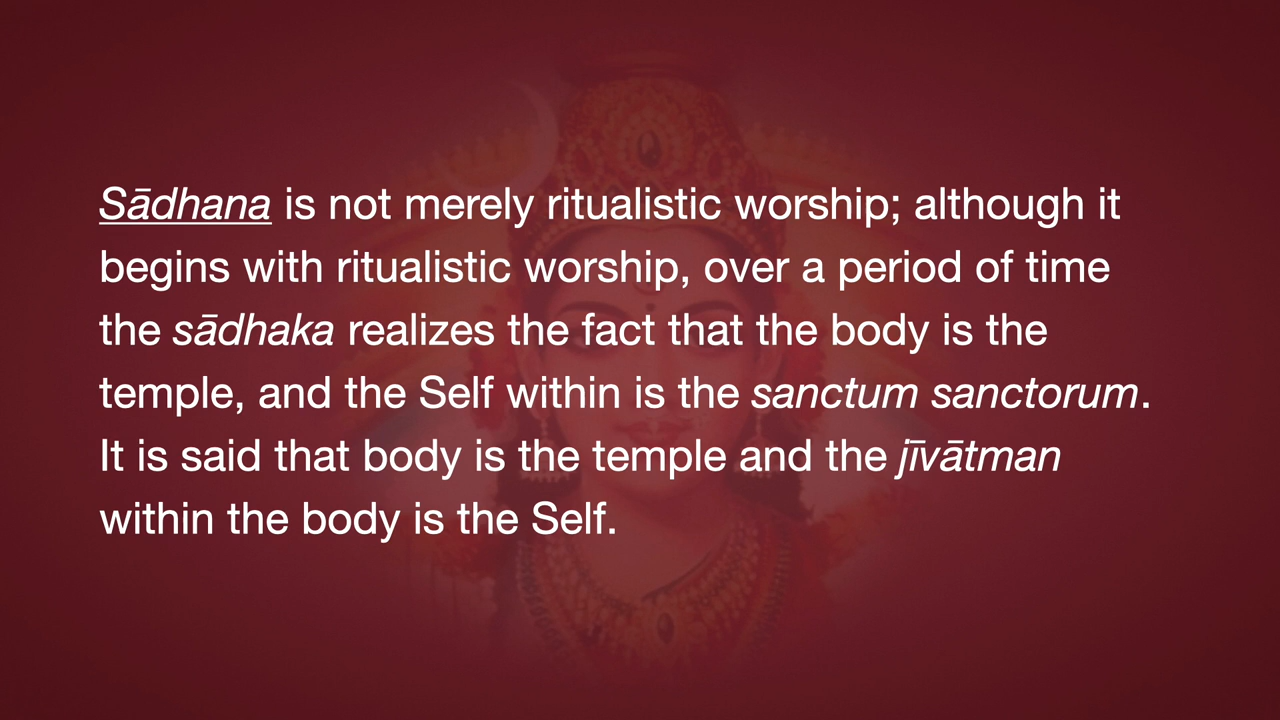 Sādhana is not merely ritualistic worship; although it
begins with ritualistic worship, over a period of time
the sādhaka realizes the fact that the body is the
temple, and the Self within is the sanctum sanctorum.
It is said that body is the temple and the jīvātman
within the body is the Self.